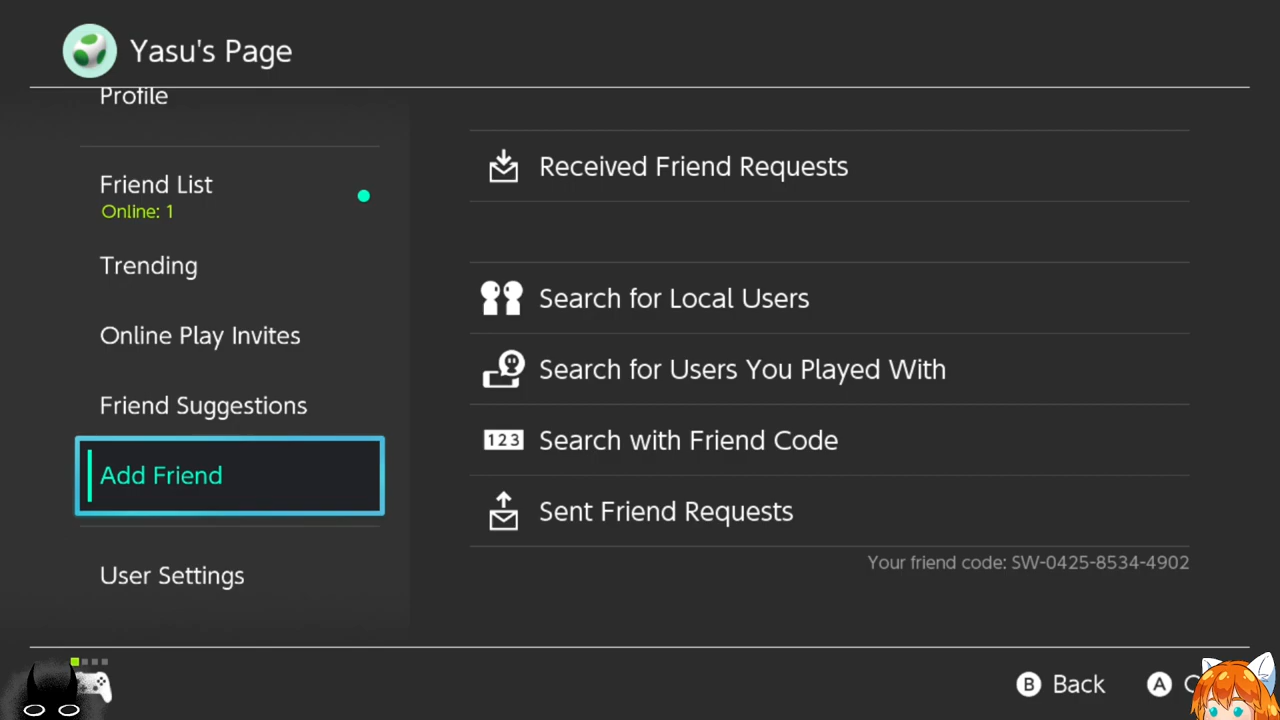 Yasu's Page
Profile
Friend List
Online: 1
Trending
Online Play Invites
Friend Suggestions
Add Friend
User Settings
Received Friend Requests
Search for Local Users
Search for Users You Played With
123 Search with Friend Code
Sent Friend Requests
Your friend code: SW-0425-8534-4902
B Back A